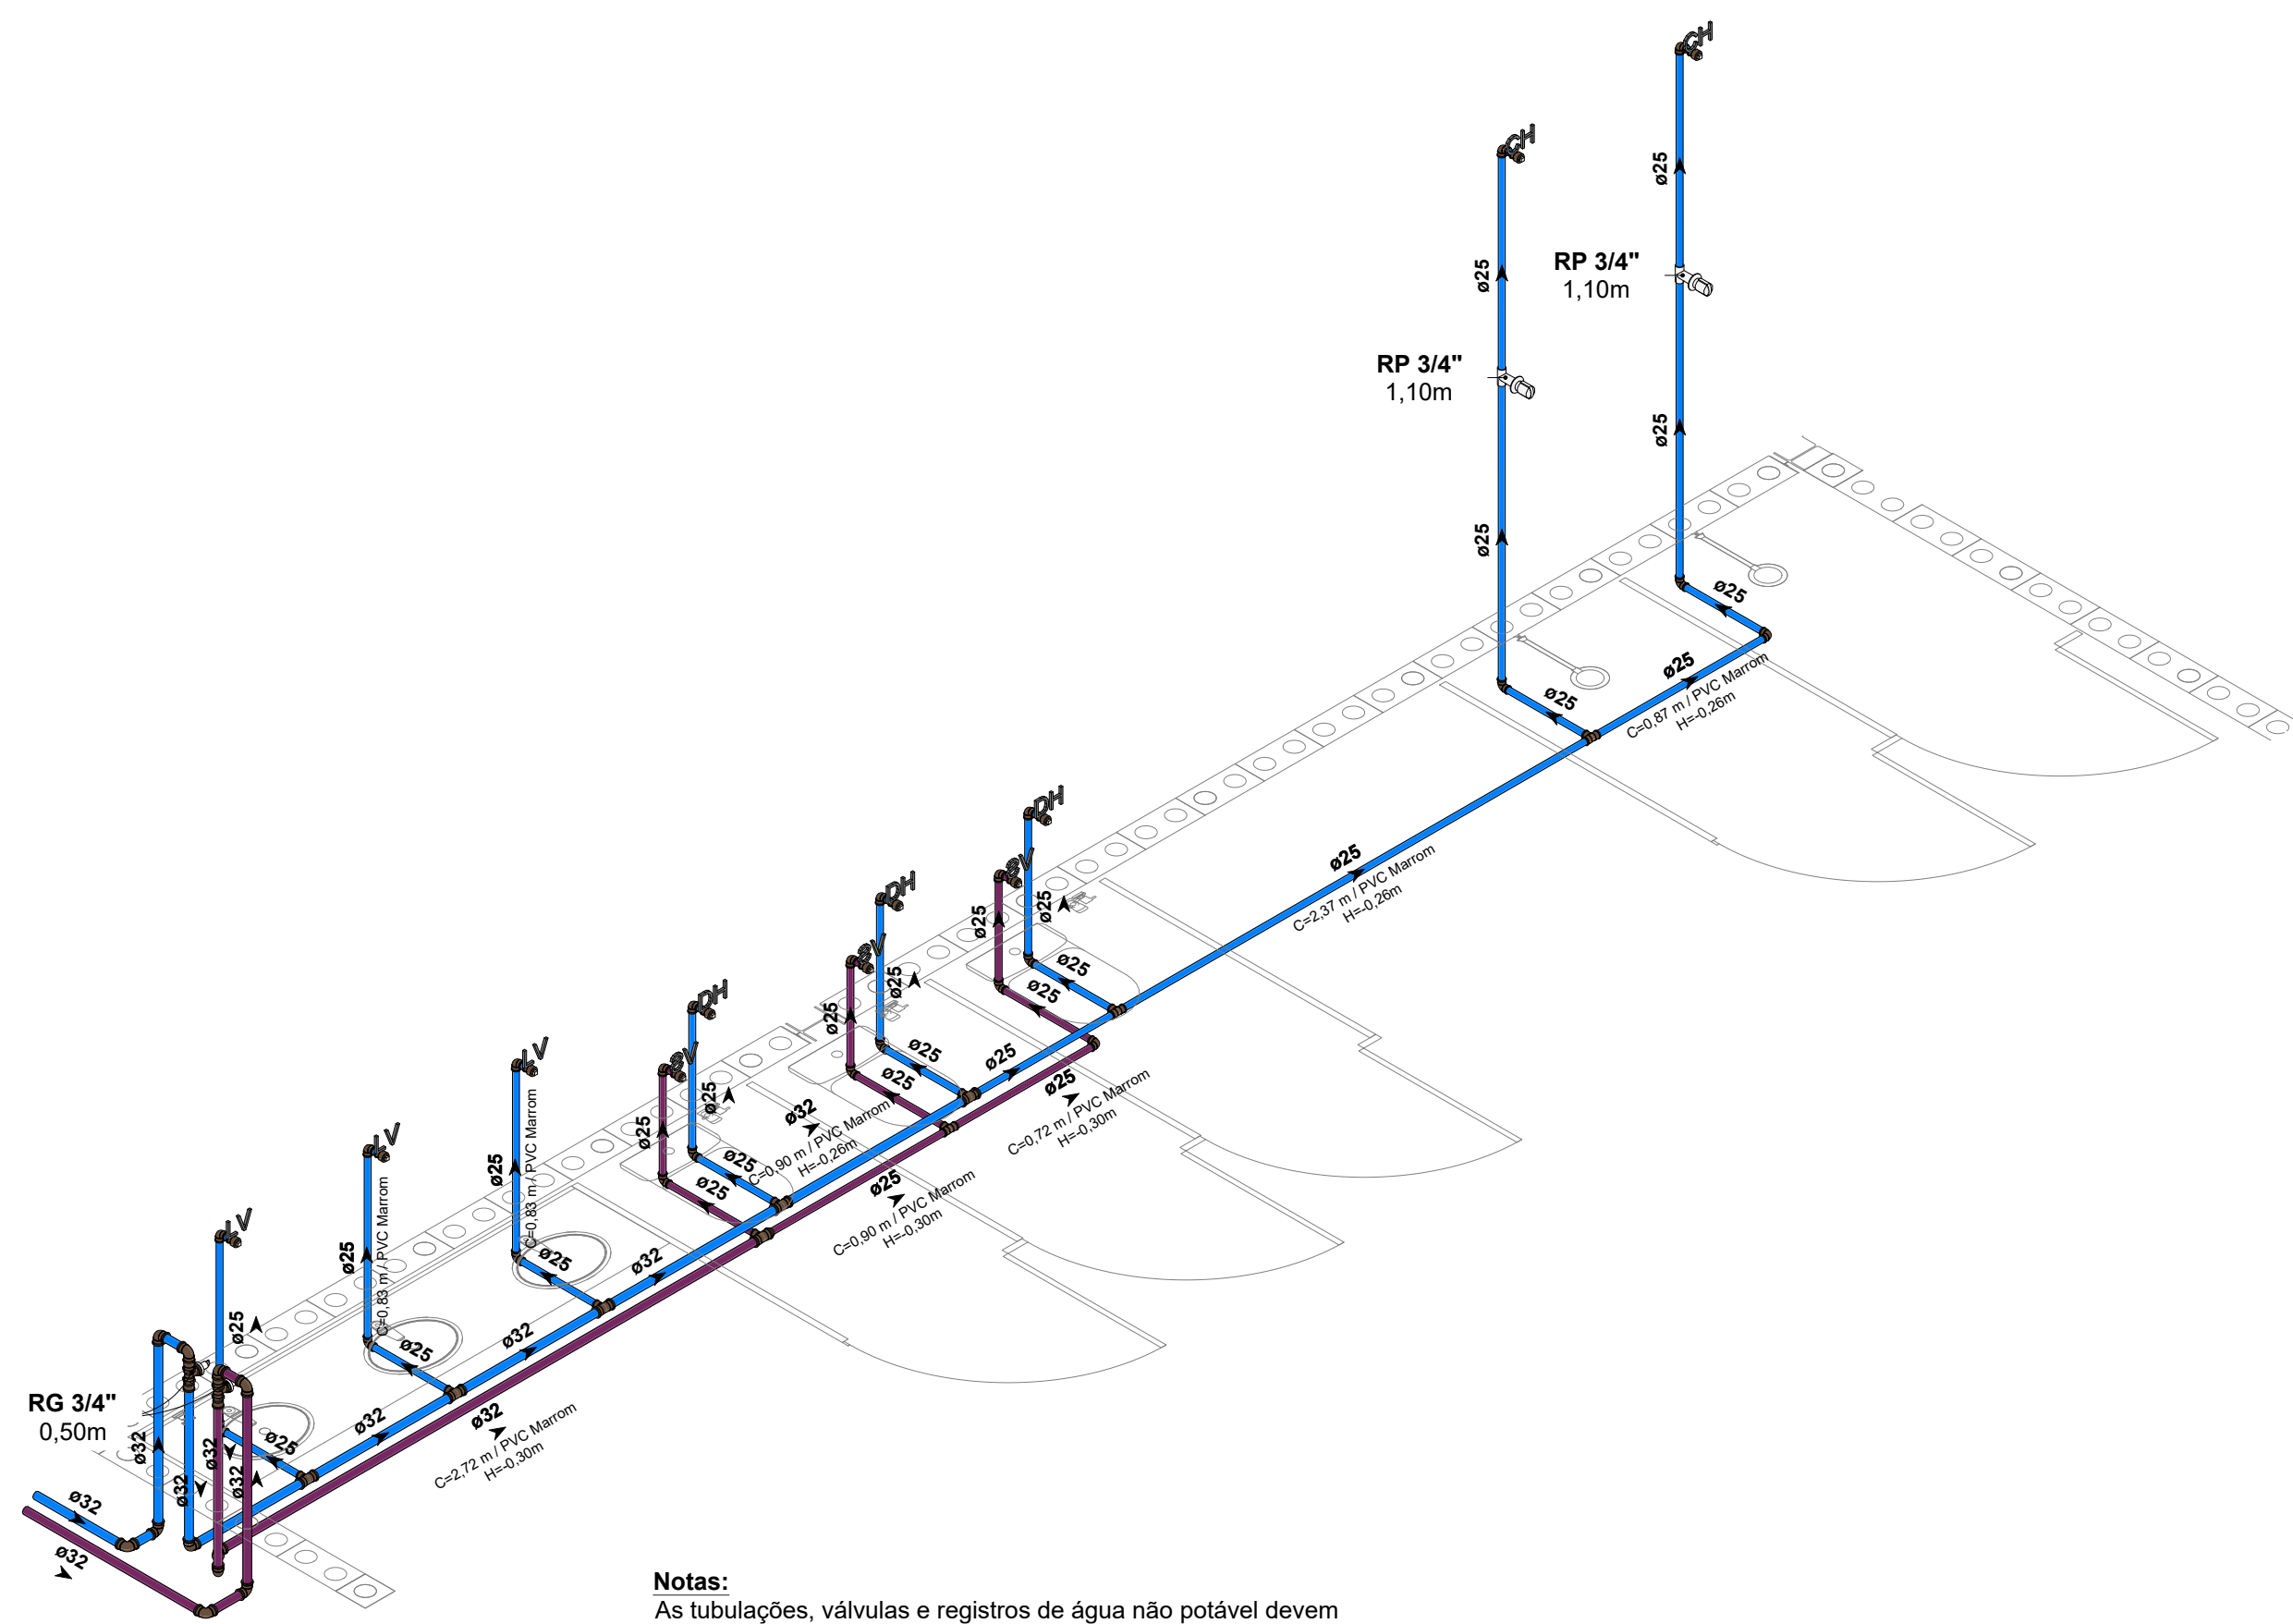 CH
CH
ø25
ø25
RP 3/4"
1,10m
ø25
RP 3/4"
1,10m
ø25
ø25
ø25
ø25
ø25
C=0,87 m / PVC Marrom
H=-0,26m
DH
ø25
C=2,37 m / PVC Marrom
H=-0,26m
SV
DH
ø25
ø25
SV
ø25
ø25
ø25
ø25
DH
LV
SV
ø25
ø25
ø25
ø25
C=0,72 m / PVC Marrom
H=-0,30m
ø25
ø25
ø32
C=0,90 m / PVC Marrom
H=-0,26m
LV
ø25
C=0,83 m / PVC Marrom
ø25
ø25
ø25
C=0,90 m / PVC Marrom
H=-0,30m
LV
ø25
C=0,83 m / PVC Marrom
ø25
ø32
ø25
ø25
ø32
RG 3/4"
0,50m
ø32
ø32
C=2,72 m / PVC Marrom
H=-0,30m
ø25
ø32
ø32
ø32
ø32
ø32
ø32
Notas:
As tubulações, válvulas e registros de água não potável devem